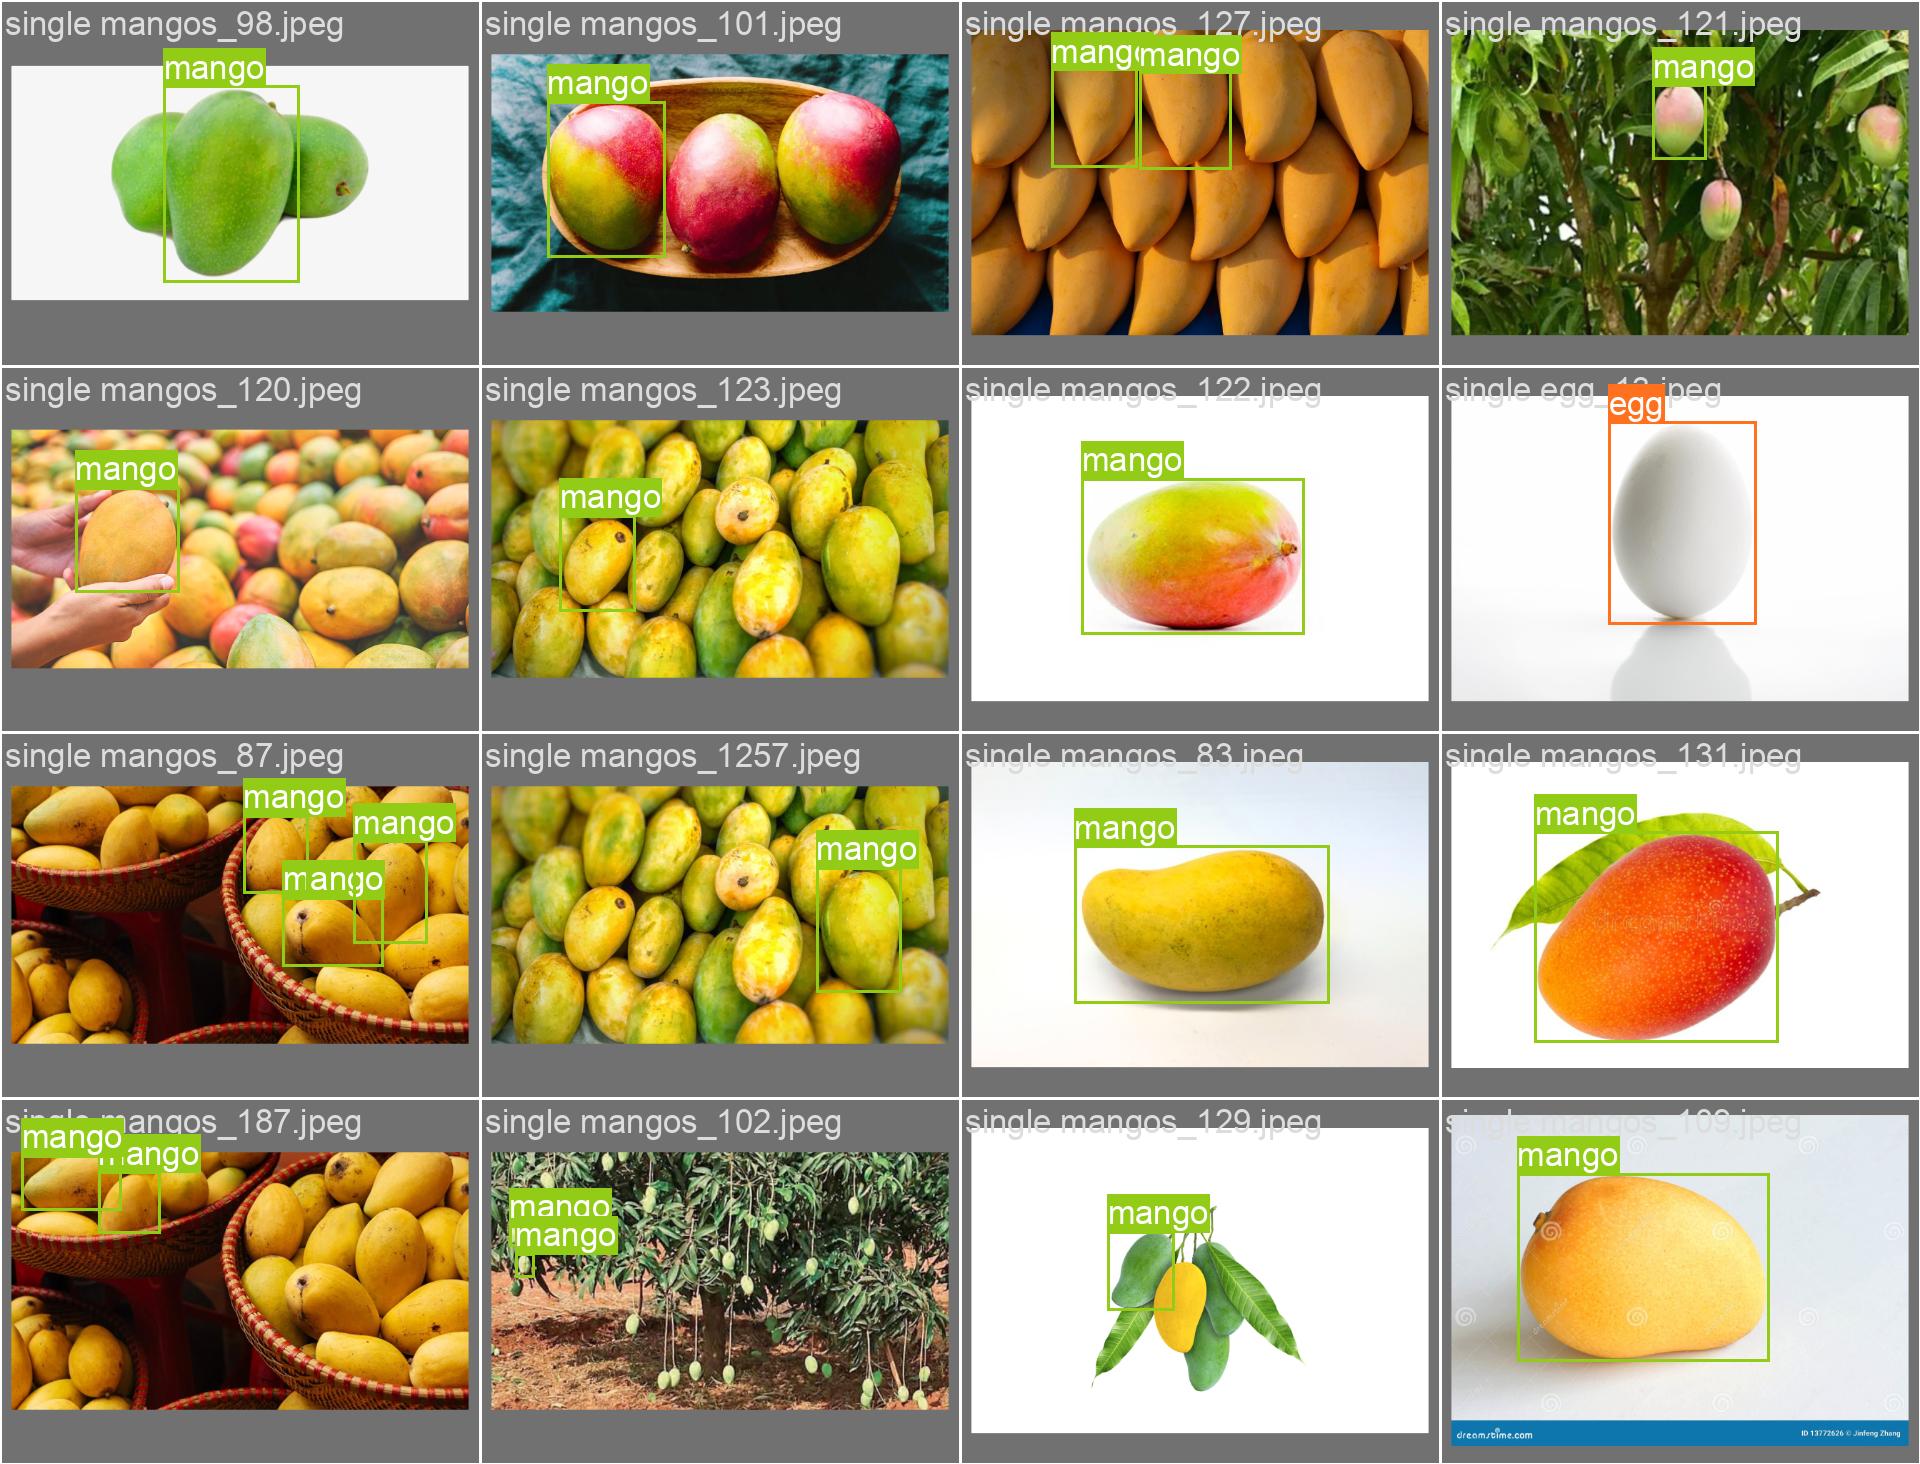 single mangos_98.jpeg
mango
single mangos_101.jpeg
mango
single mangos_127.jpeg
mango
mango
single mangos_121.jpeg
mango
single mangos_120.jpeg
mango
single mangos_123.jpeg
mango
single mangos_122.jpeg
mango
single egg_13.jpeg
egg
single mangos_87.jpeg
mango
mango
mango
single mangos_1257.jpeg
mango
single mangos_83.jpeg
mango
single mangos_131.jpeg
mango
dreamstime
single mangos_187.jpeg
mango
mango
single mangos_102.jpeg
mango
mango
single mangos_129.jpeg
mango
single mangos_109.jpeg
mango
dreamstime.com
ID 13772626 © Jinfeng Zhang